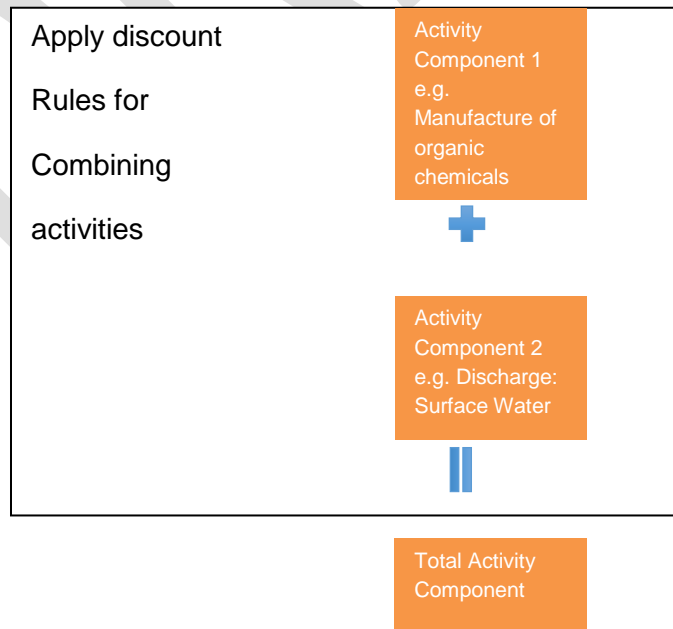 Apply discount
Rules for
Combining
activities
Activity
Component 1
e.g.
Manufacture of
organic
chemicals
Activity
Component 2
e.g. Discharge:
Surface Water
Total Activity
Component